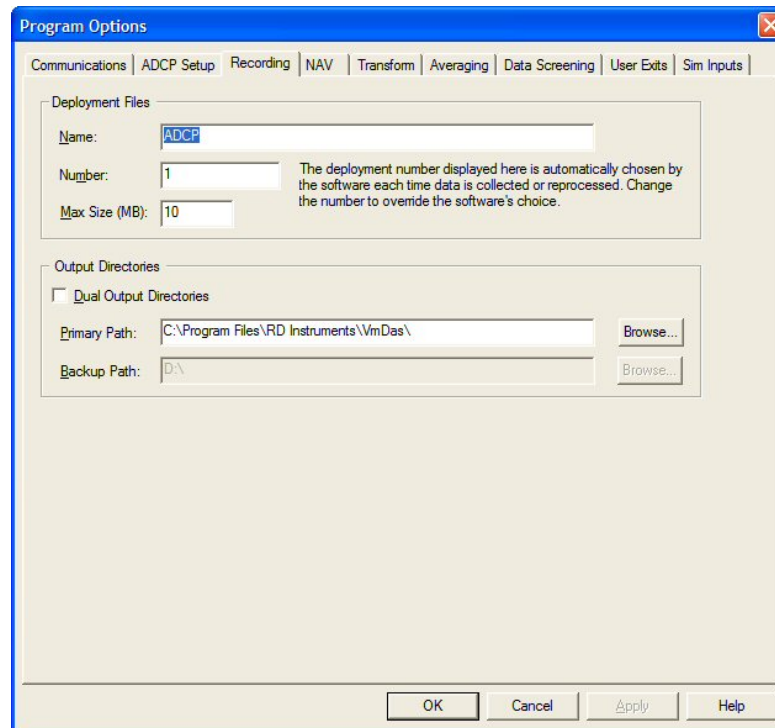 Program Options
Communications ADCP Setup Recording NAV Transform Averaging Data Screening User Exits Sim Inputs
Deployment Files
Name: ADCP
Number: 1
The deployment number displayed here is automatically chosen by
the software each time data is collected or reprocessed. Change
the number to override the software's choice.
Max Size (MB): 10
Output Directories
Dual Output Directories
Primary Path: C:\Program Files\RD Instruments\VmDas\ Browse...
Backup Path: D:\ Browse...
OK Cancel Apply Help